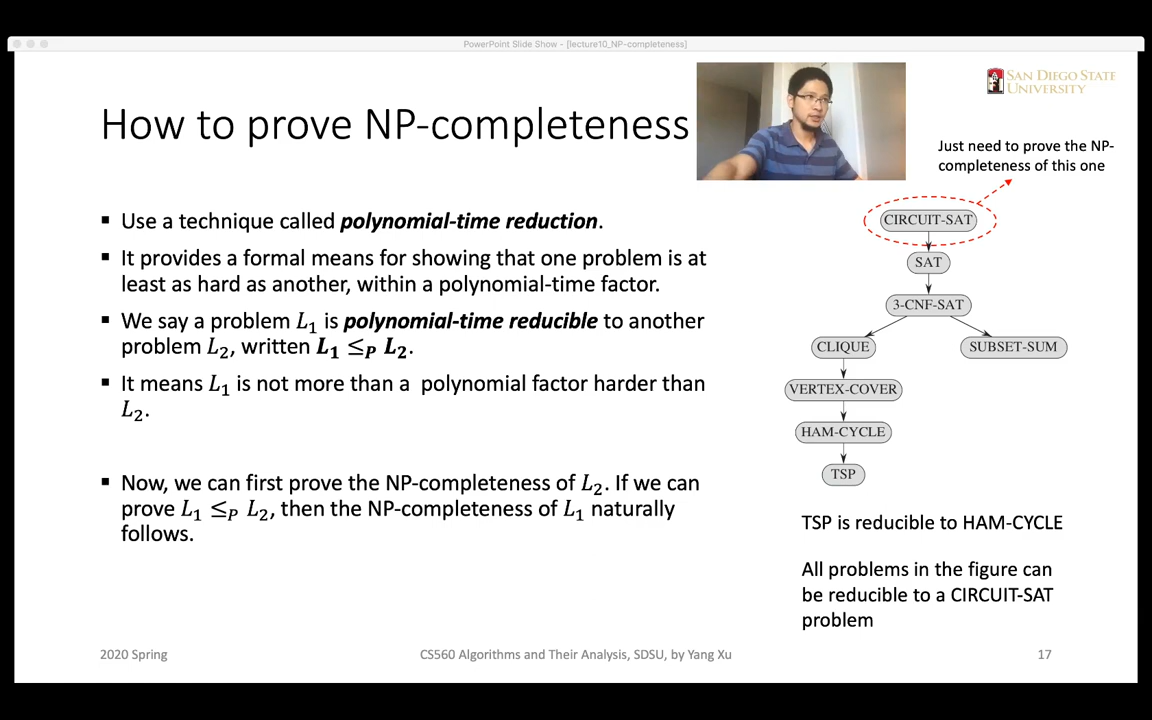 PowerPoint Slide Show - [lecture10_NP-completeness]
SAN DIEGO STATE
UNIVERSITY
How to prove NP-completeness
Just need to prove the NP-
completeness of this one
▪ Use a technique called polynomial-time reduction.
▪ It provides a formal means for showing that one problem is at
least as hard as another, within a polynomial-time factor.
▪ We say a problem L₁ is polynomial-time reducible to another
problem L₂, written L₁ ≤ₚ L₂.
▪ It means L₁ is not more than a polynomial factor harder than
L₂.
▪ Now, we can first prove the NP-completeness of L₂. If we can
prove L₁ ≤ₚ L₂, then the NP-completeness of L₁ naturally
follows.
CIRCUIT-SAT
SAT
3-CNF-SAT
CLIQUE
SUBSET-SUM
VERTEX-COVER
HAM-CYCLE
TSP
TSP is reducible to HAM-CYCLE
All problems in the figure can
be reducible to a CIRCUIT-SAT
problem
2020 Spring
CS560 Algorithms and Their Analysis, SDSU, by Yang Xu
17